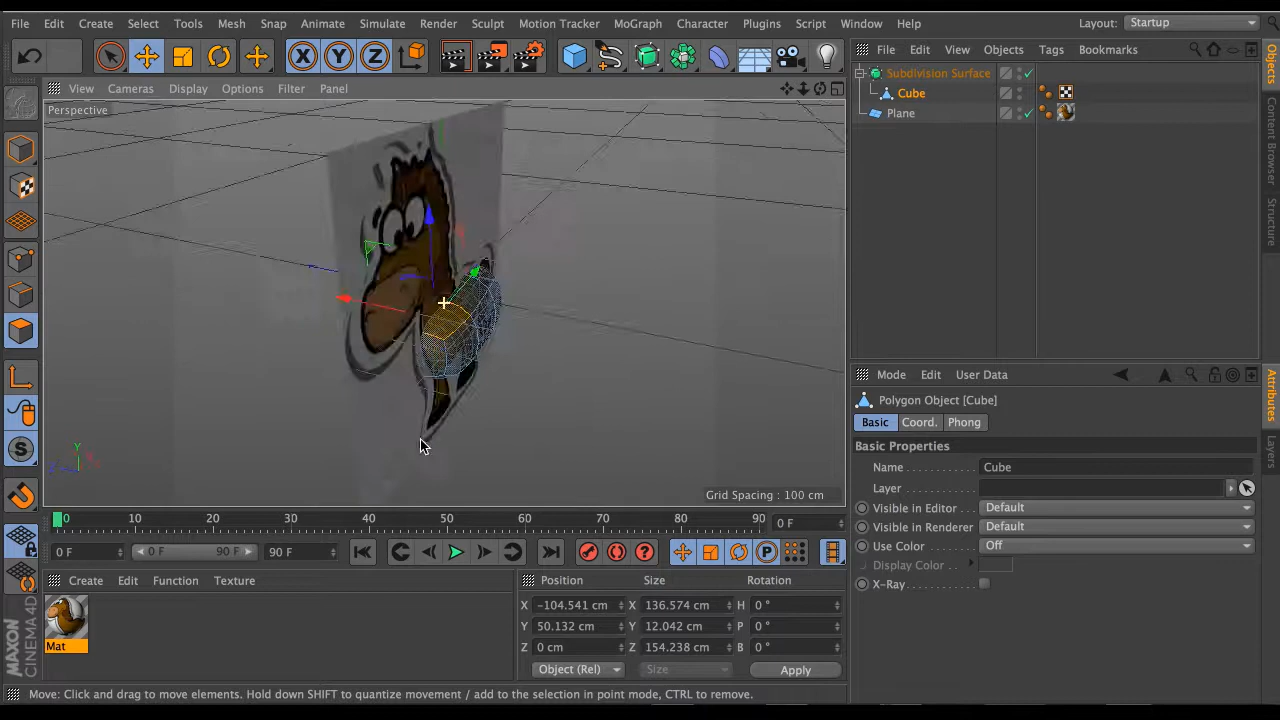 File Edit Create Select Tools Mesh Snap Animate Simulate Render Sculpt Motion Tracker MoGraph Character Plugins Script Window Help Layout: Startup
X Y Z
File Edit View Objects Tags Bookmarks
Subdivision Surface
Cube
Plane
View Cameras Display Options Filter Panel
Perspective
Y
Grid Spacing : 100 cm
Objects
Content Browser
Structure
Mode Edit User Data
Polygon Object [Cube]
Basic Coord. Phong
Basic Properties
Name Cube
Layer
Visible in Editor Default
Visible in Renderer Default
Use Color Off
Display Color
X-Ray
Attributes
Layers
0 10 20 30 40 50 60 70 80 90 0 F
0 F 0 F 90 F 90 F
Create Edit Function Texture
Mat
Position Size Rotation
X -104.541 cm X 136.574 cm H 0 °
Y 50.132 cm Y 12.042 cm P 0 °
Z 0 cm Z 154.238 cm B 0 °
Object (Rel) Size Apply
MAXON CINEMA 4D
Move: Click and drag to move elements. Hold down SHIFT to quantize movement / add to the selection in point mode, CTRL to remove.